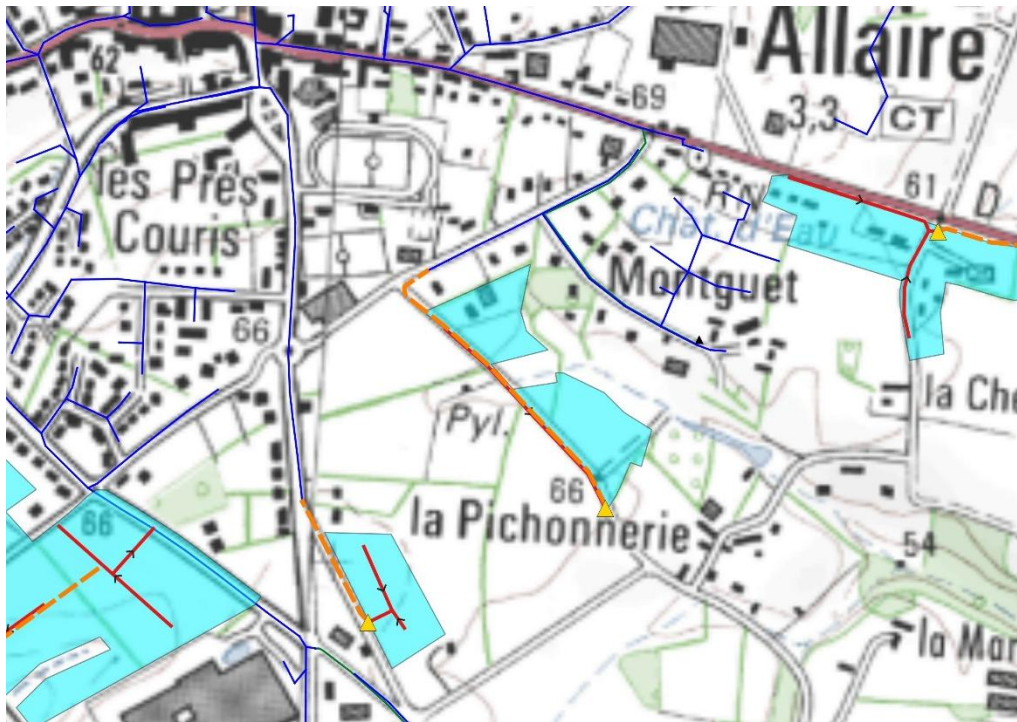 Allaire
62
69
3,3
CT
les Prés
Couris
61
D
Chât. d'Eau
Montguet
66
la Che
Pyl.
66
66
la Pichonnerie
54
la Mar